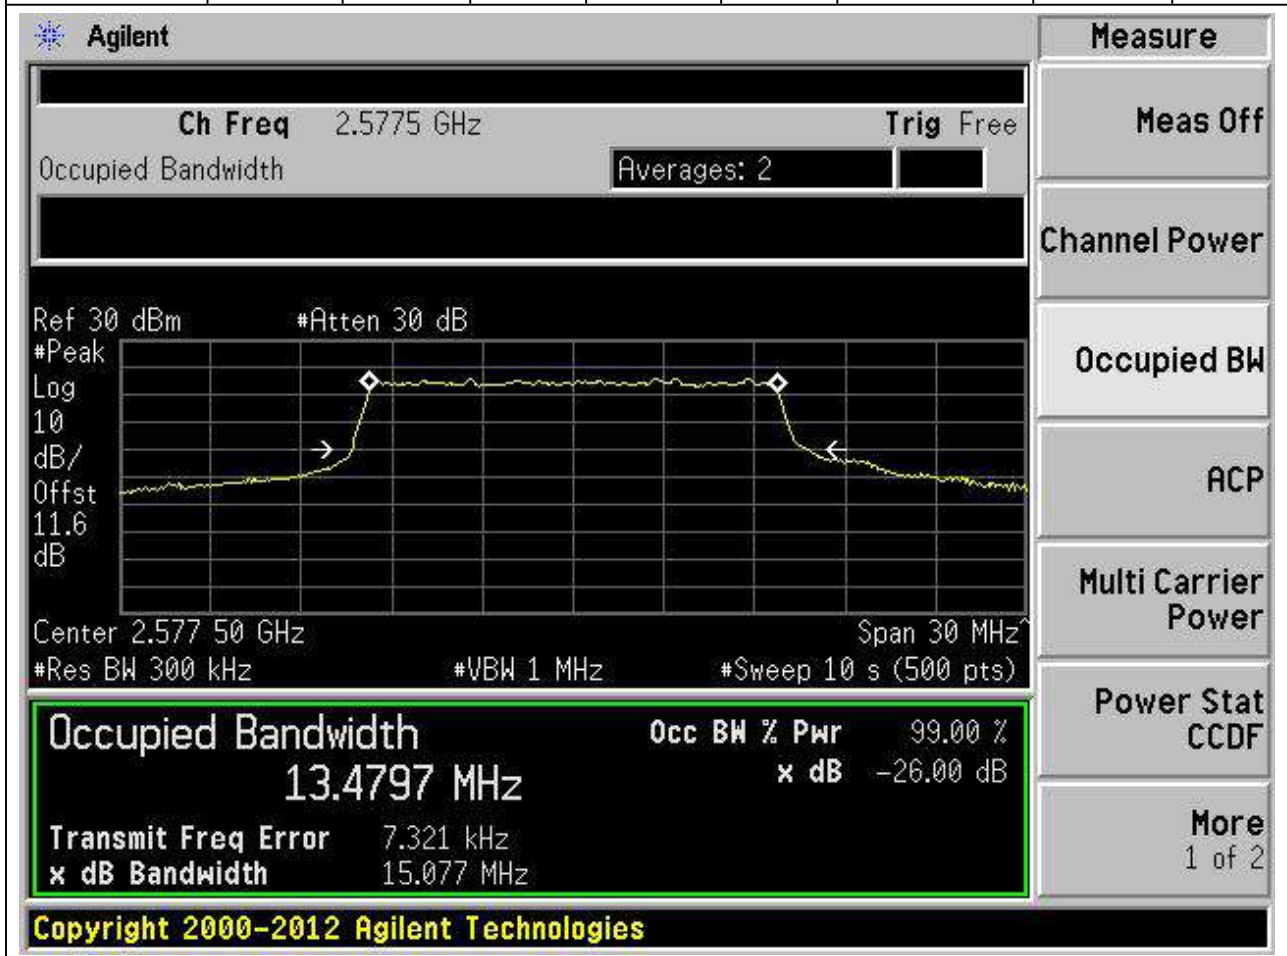 Agilent
Measure
Ch Freq 2.5775 GHz Trig Free
Occupied Bandwidth Averages: 2
Ref 30 dBm #Atten 30 dB
#Peak
Log
10
dB/
Offst
11.6
dB
Center 2.577 50 GHz Span 30 MHz^
#Res BW 300 kHz #VBW 1 MHz #Sweep 10 s (500 pts)
Occupied Bandwidth Occ BW % Pwr 99.00 %
13.4797 MHz x dB -26.00 dB
Transmit Freq Error 7.321 kHz
x dB Bandwidth 15.077 MHz
Copyright 2000-2012 Agilent Technologies
Meas Off
Channel Power
Occupied BW
ACP
Multi Carrier
Power
Power Stat
CCDF
More
1 of 2